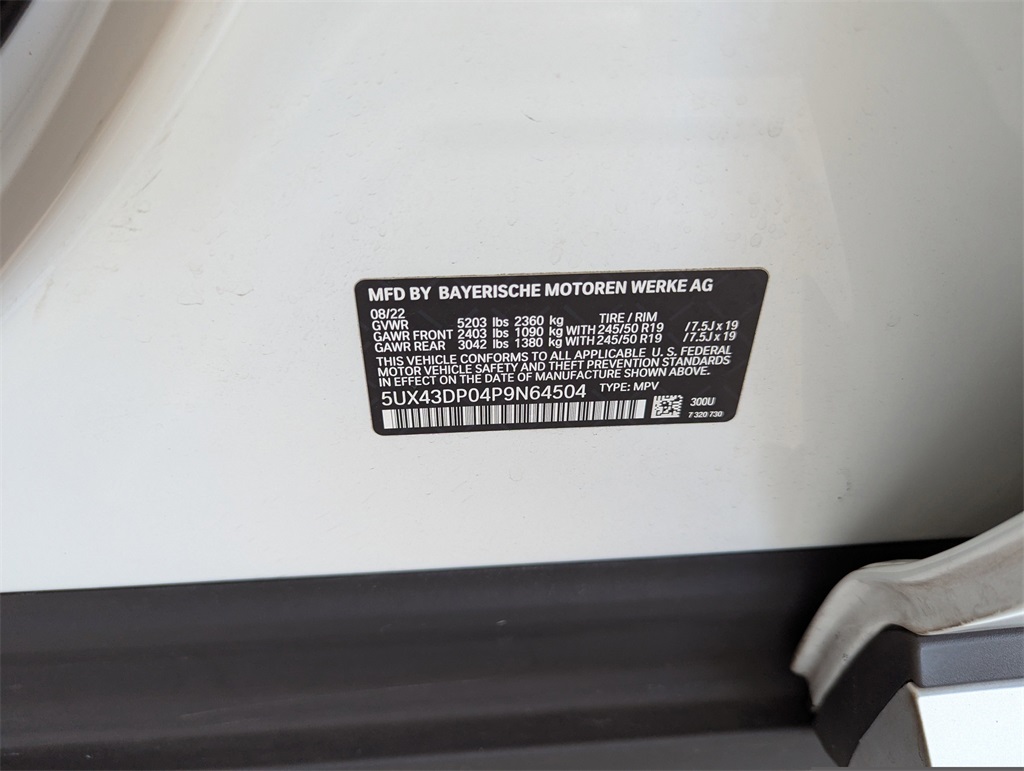 MFD BY BAYERISCHE MOTOREN WERKE AG
08/22 TIRE / RIM
GVWR 5203 lbs 2360 kg
GAWR FRONT 2403 lbs 1090 kg WITH 245/50 R19 / 7.5J x 19
GAWR REAR 3042 lbs 1380 kg WITH 245/50 R19 / 7.5J x 19
THIS VEHICLE CONFORMS TO ALL APPLICABLE U. S. FEDERAL
MOTOR VEHICLE SAFETY AND THEFT PREVENTION STANDARDS
IN EFFECT ON THE DATE OF MANUFACTURE SHOWN ABOVE.
5UX43DP04P9N64504 TYPE: MPV
300U
7 320 730